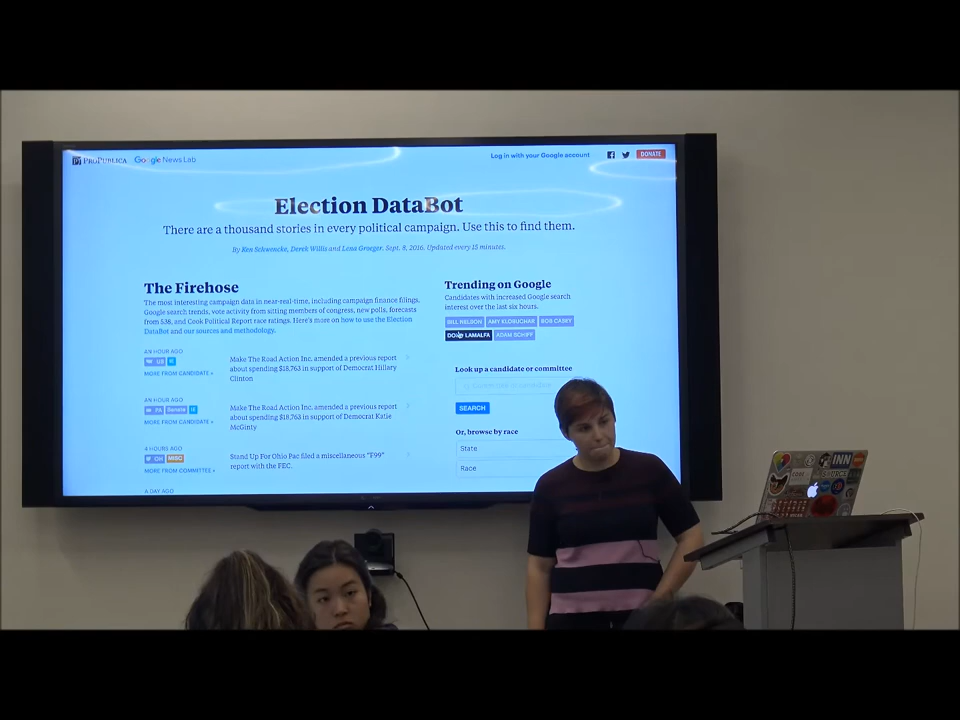 PROPUBLICA Google News Lab
Log in with your Google account
DONATE
Election DataBot
There are a thousand stories in every political campaign. Use this to find them.
By Ken Schwencke, Derek Willis and Lena Groeger, Sept. 8, 2016. Updated every 15 minutes.
The Firehose
The most interesting campaign data in near-real-time, including campaign finance filings,
Google search trends, vote activity from sitting members of congress, new polls, forecasts
from 538, and Cook Political Report race ratings. Here's more on how to use the Election
DataBot and our sources and methodology.
AN HOUR AGO
US IE
MORE FROM CANDIDATE »
Make The Road Action Inc. amended a previous report
about spending $18,763 in support of Democrat Hillary
Clinton
AN HOUR AGO
PA Senate IE
MORE FROM CANDIDATE »
Make The Road Action Inc. amended a previous report
about spending $18,763 in support of Democrat Katie
McGinty
4 HOURS AGO
OH MISC
MORE FROM COMMITTEE »
Stand Up For Ohio Pac filed a miscellaneous "F99"
report with the FEC.
A DAY AGO
Trending on Google
Candidates with increased Google search
interest over the last six hours.
BILL NELSON AMY KLOBUCHAR BOB CASEY
DOUG LAMALFA ADAM SCHIFF
Look up a candidate or committee
SEARCH
Or, browse by race
State
Race
INN